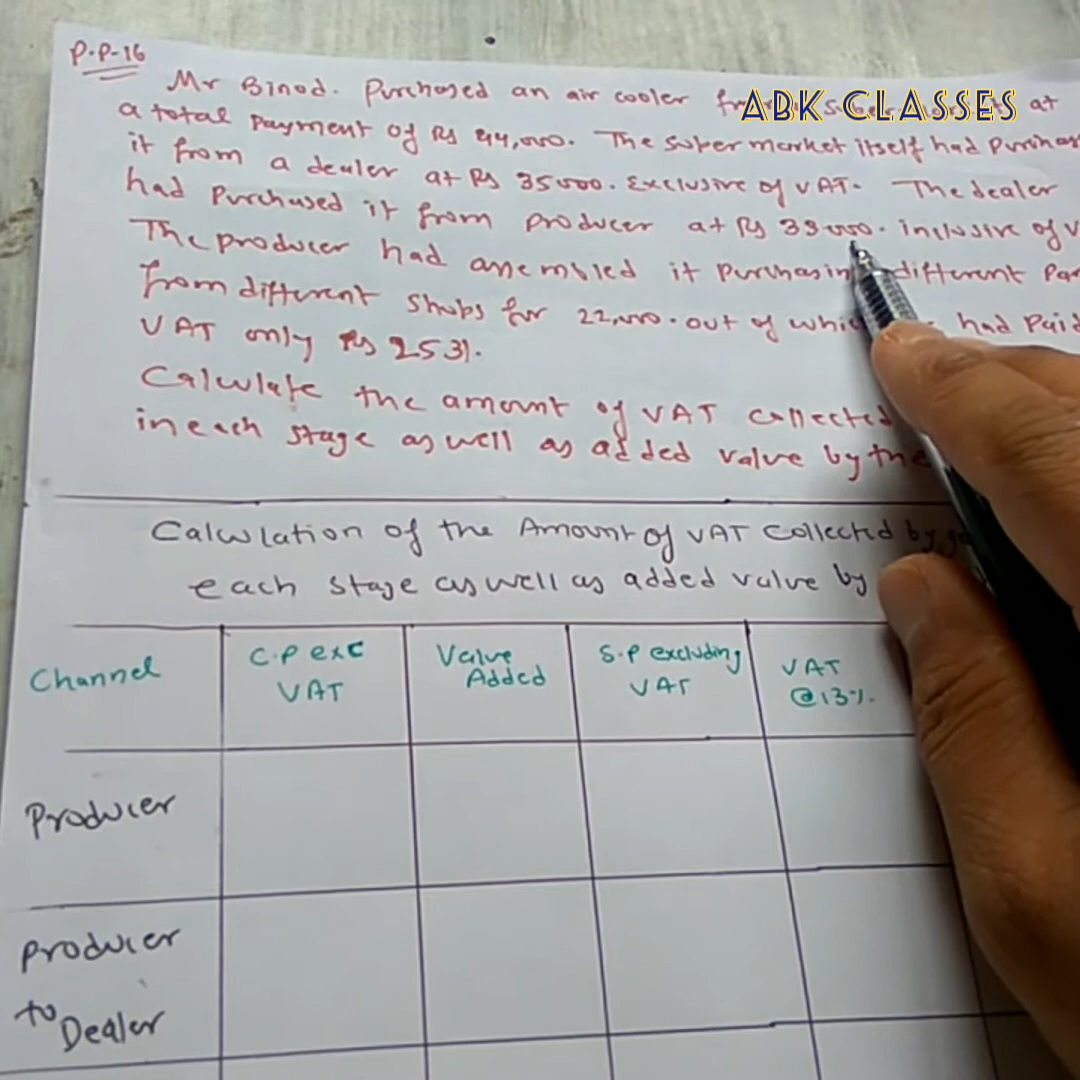 P.P-16
Mr Binod. Purchased an air cooler at
ABK CLASSES
a total payment of Rs 44,000. The super market itself had Purchas
it from a dealer at Rs 35000. Exclusive of VAT. The dealer
had Purchased it from producer at Rs 33000. inclusive of V
The producer had assembled it purchasin different Par
from different shops for 22,000. out of whi had Paid
VAT only Rs 2531.
Calculate the amount of VAT collected
in each stage as well as added value by the
Calculation of the Amount of VAT collected by
each stage as well as added value by
Channel
C.P exc VAT
Value Added
S.P excluding VAT
VAT @13%.
Producer
Producer to Dealer